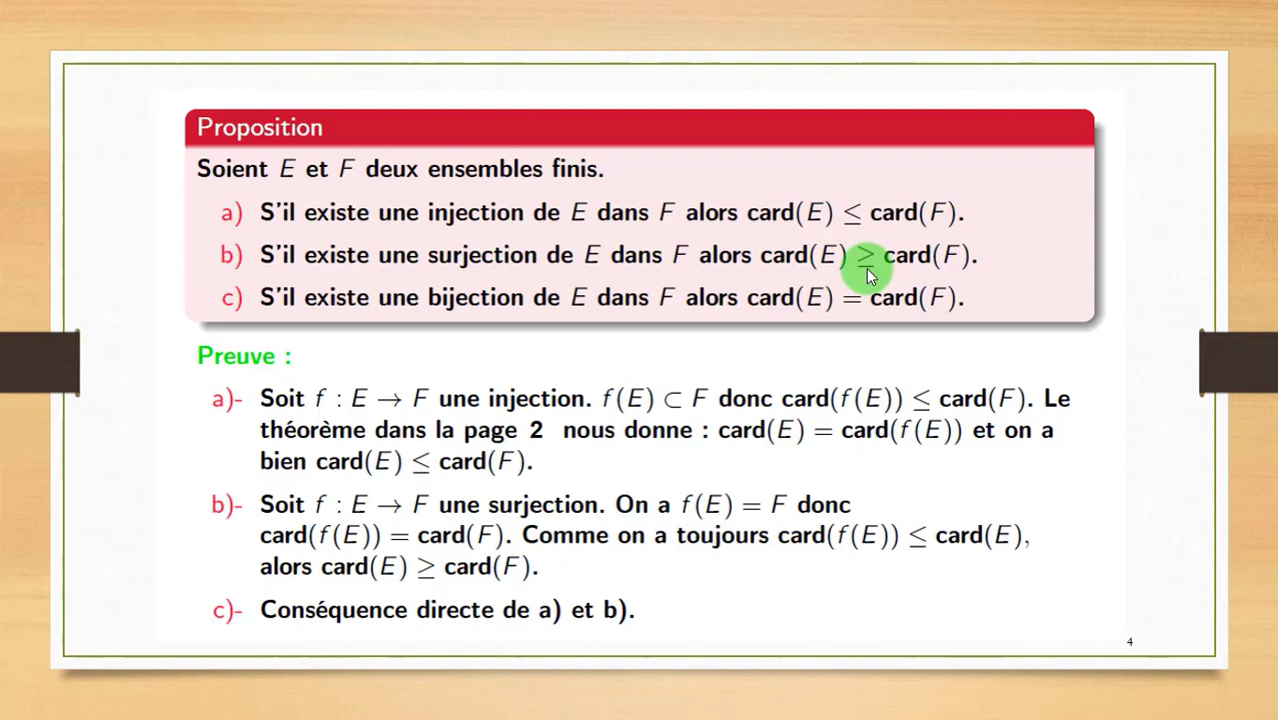 Proposition
Soient E et F deux ensembles finis.
a) S'il existe une injection de E dans F alors card(E) ≤ card(F).
b) S'il existe une surjection de E dans F alors card(E) ≥ card(F).
c) S'il existe une bijection de E dans F alors card(E) = card(F).
Preuve :
a)- Soit f : E → F une injection. f(E) ⊂ F donc card(f(E)) ≤ card(F). Le
théorème dans la page 2 nous donne : card(E) = card(f(E)) et on a
bien card(E) ≤ card(F).
b)- Soit f : E → F une surjection. On a f(E) = F donc
card(f(E)) = card(F). Comme on a toujours card(f(E)) ≤ card(E),
alors card(E) ≥ card(F).
c)- Conséquence directe de a) et b).
4